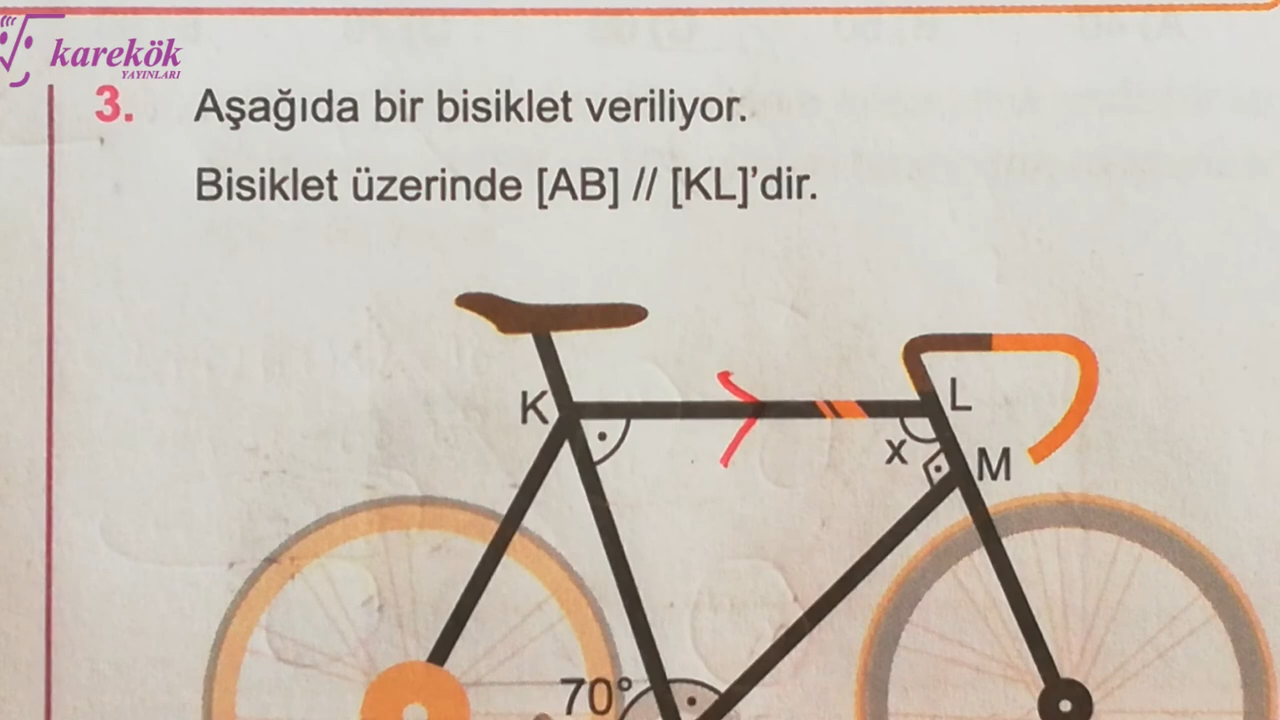 karekök
YAYINLARI
3. Aşağıda bir bisiklet veriliyor.
Bisiklet üzerinde [AB] // [KL]'dir.
K
L
x
M
70°